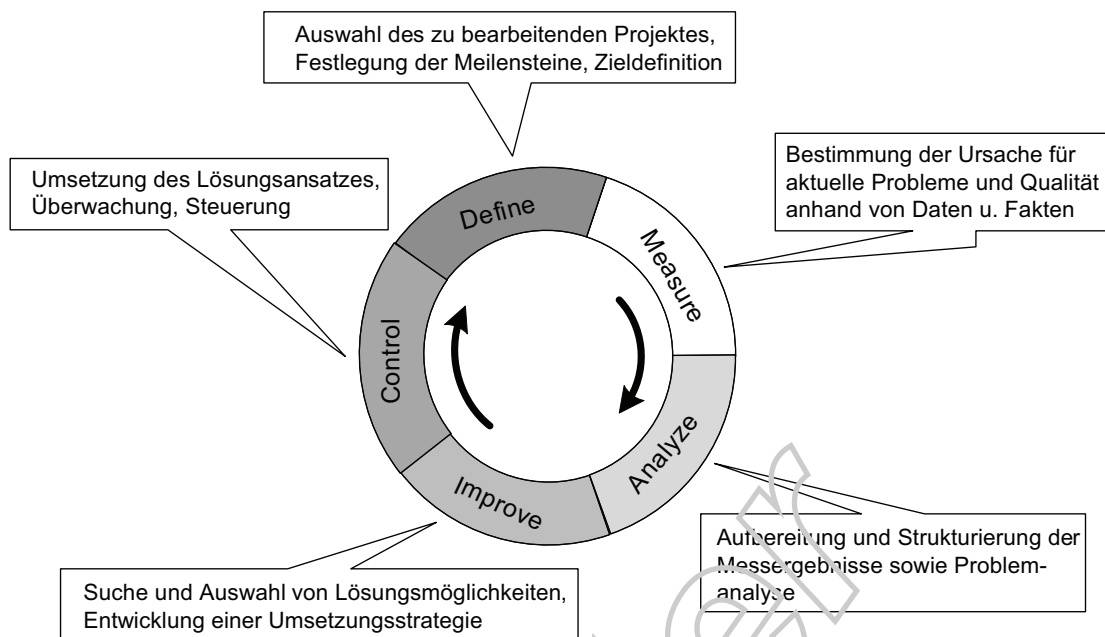 Auswahl des zu bearbeitenden Projektes,
Festlegung der Meilensteine, Zieldefinition
Umsetzung des Lösungsansatzes,
Überwachung, Steuerung
Bestimmung der Ursache für
aktuelle Probleme und Qualität
anhand von Daten u. Fakten
Define
Measure
Control
Analyze
Improve
Aufbereitung und Strukturierung der
Messergebnisse sowie Problem-
analyse
Suche und Auswahl von Lösungsmöglichkeiten,
Entwicklung einer Umsetzungsstrategie